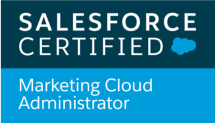 SALESFORCE
CERTIFIED
Marketing Cloud
Administrator